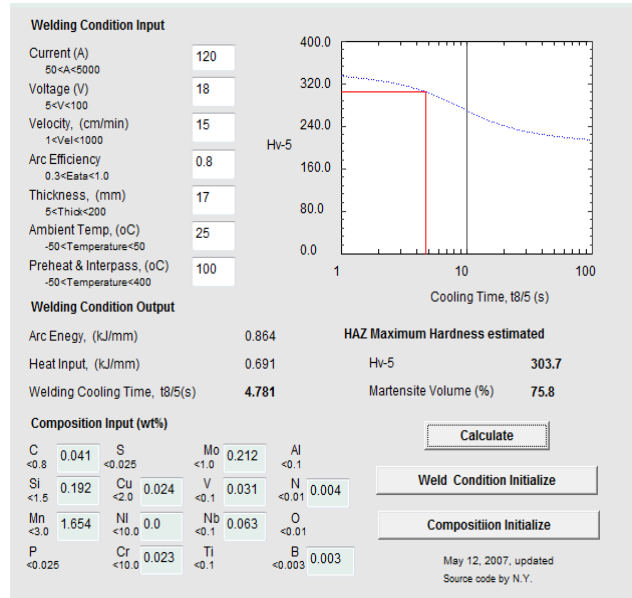 Welding Condition Input
Current (A) 120
50<A<5000
Voltage (V) 18
5<V<100
Velocity, (cm/min) 15
1<Vel<1000
Arc Efficiency 0.8
0.3<Eata<1.0
Thickness, (mm) 17
5<Thick<200
Ambient Temp, (oC) 25
-50<Temperature<50
Preheat & Interpass, (oC) 100
-50<Temperature<400
400.0
320.0
240.0
Hv-5
160.0
80.0
0.0
1 10 100
Cooling Time, t8/5 (s)
Welding Condition Output
Arc Enegy, (kJ/mm) 0.864
Heat Input, (kJ/mm) 0.691
Welding Cooling Time, t8/5(s) 4.781
HAZ Maximum Hardness estimated
Hv-5 303.7
Martensite Volume (%) 75.8
Composition Input (wt%)
C 0.041 S Mo 0.212 Al
<0.8 <0.025 <1.0 <0.1
Si 0.192 Cu 0.024 V 0.031 N 0.004
<1.5 <2.0 <0.1 <0.01
Mn 1.654 NI 0.0 Nb 0.063 O
<3.0 <10.0 <0.1 <0.01
P Cr 0.023 Ti B 0.003
<0.025 <10.0 <0.1 <0.003
Calculate
Weld Condition Initialize
Compositiion Initialize
May 12, 2007, updated
Source code by N.Y.